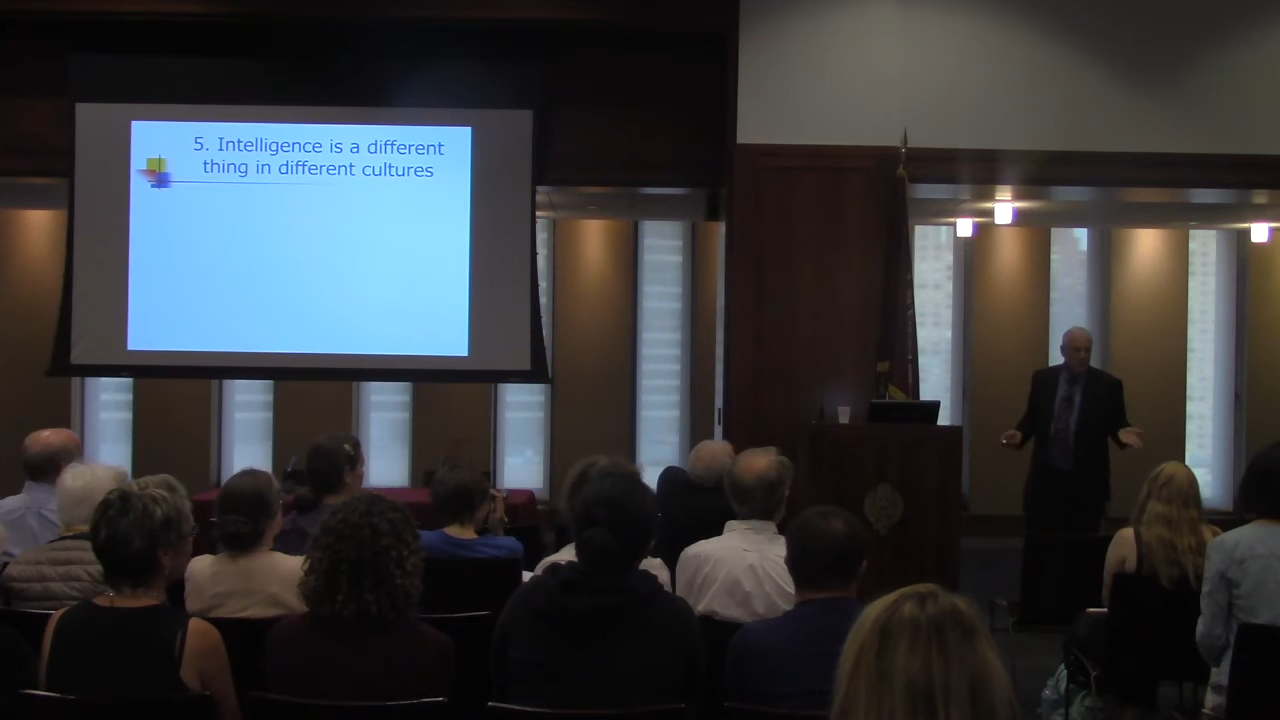 5. Intelligence is a different
thing in different cultures